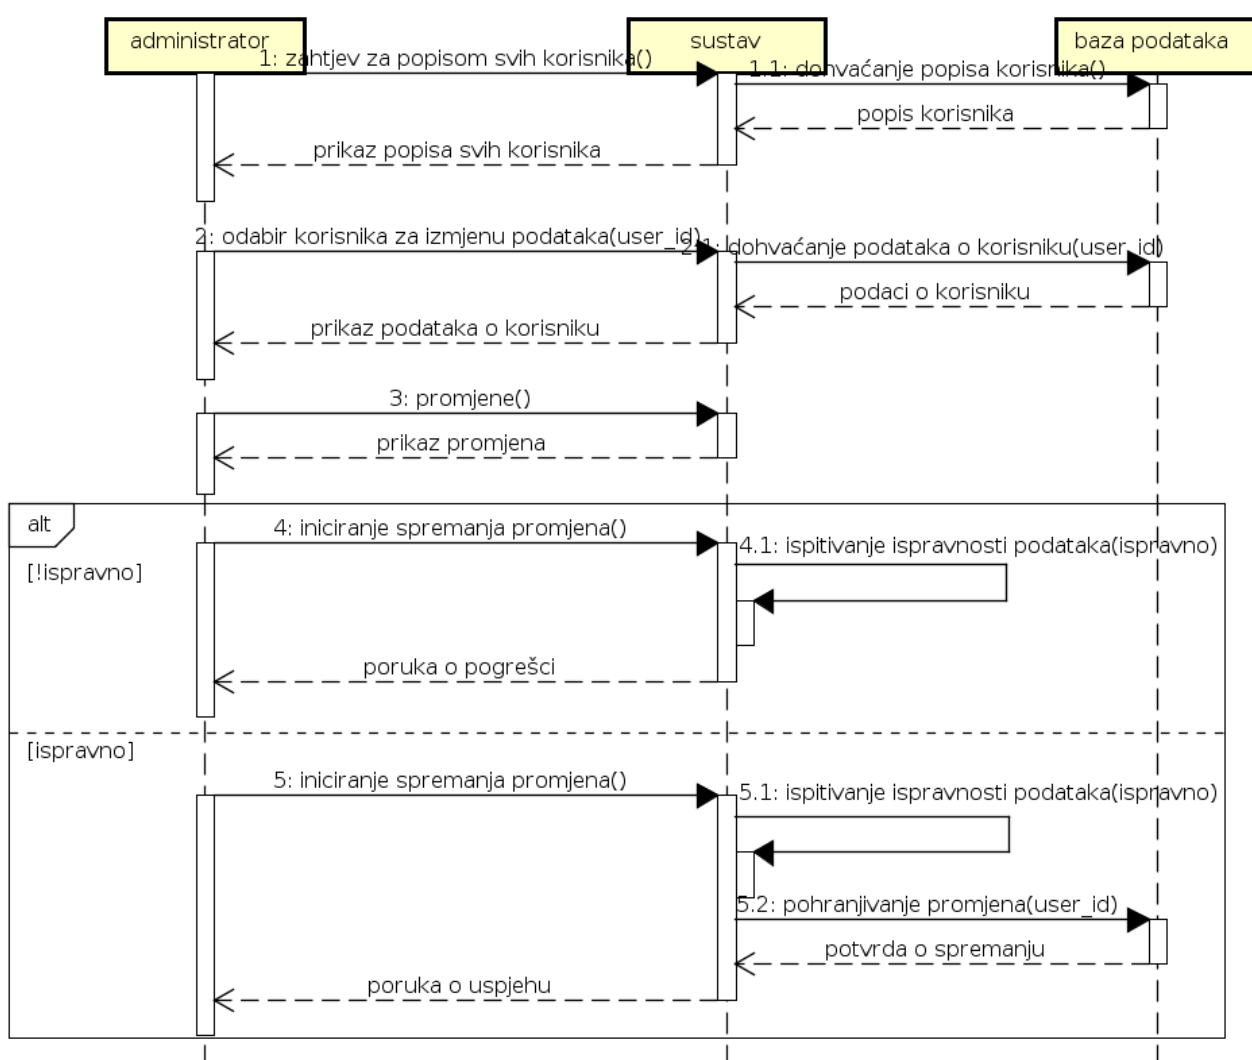 administrator
sustav
baza podataka
1: zahtjev za popisom svih korisnika()
1.1: dohvaćanje popisa korisnika()
popis korisnika
prikaz popisa svih korisnika
2: odabir korisnika za izmjenu podataka(user_id)
2.1: dohvaćanje podataka o korisniku(user_id)
podaci o korisniku
prikaz podataka o korisniku
3: promjene()
prikaz promjena
alt
4: iniciranje spremanja promjena()
4.1: ispitivanje ispravnosti podataka(ispravno)
[!ispravno]
poruka o pogrešci
[ispravno]
5: iniciranje spremanja promjena()
5.1: ispitivanje ispravnosti podataka(ispravno)
5.2: pohranjivanje promjena(user_id)
potvrda o spremanju
poruka o uspjehu